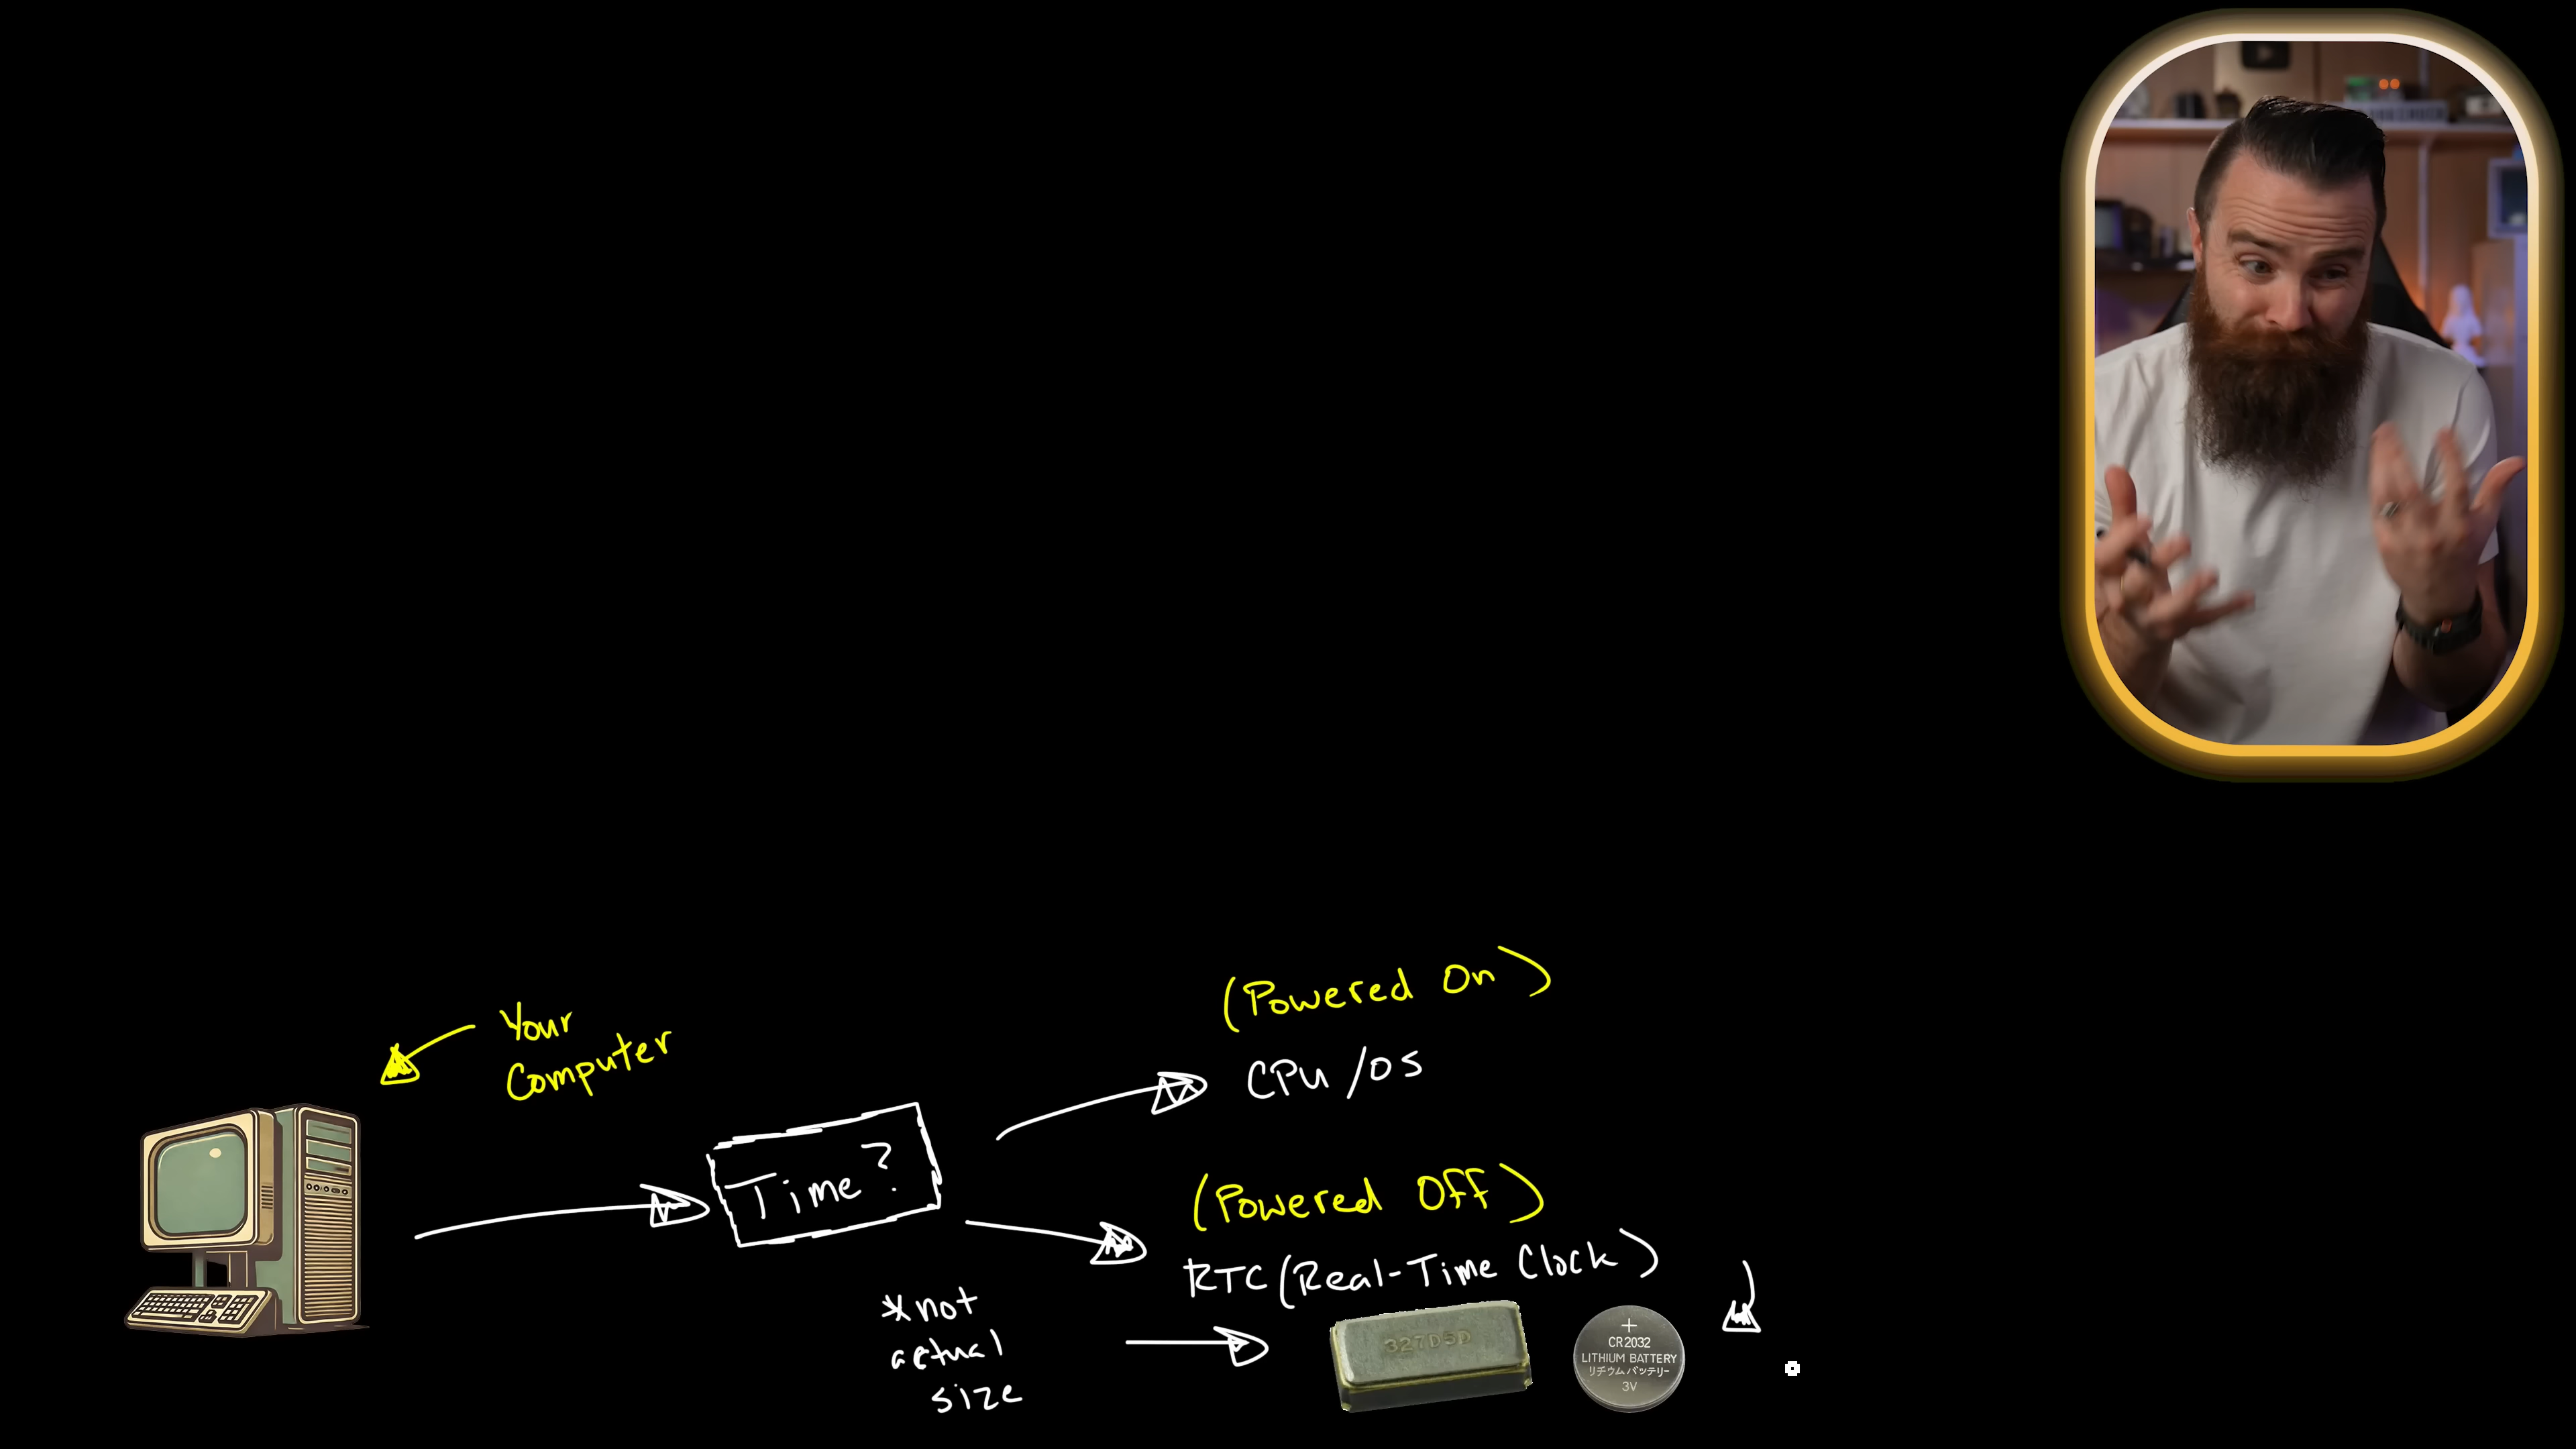 (Powered On)
Your
Computer
CPU/OS
Time?
(Powered Off)
RTC (Real-Time Clock)
*not
actual
size
327D5D
+
CR2032
LITHIUM BATTERY
リチウムバッテリー
3V